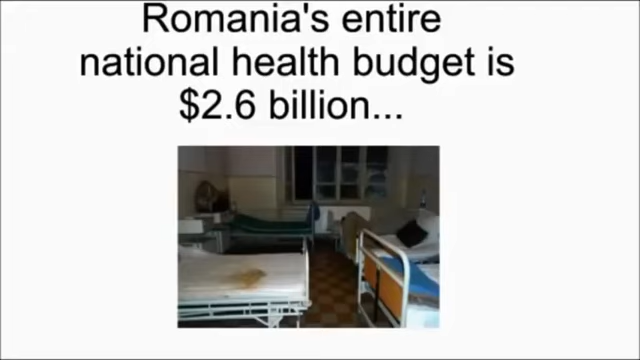 Romania's entire
national health budget is
$2.6 billion...